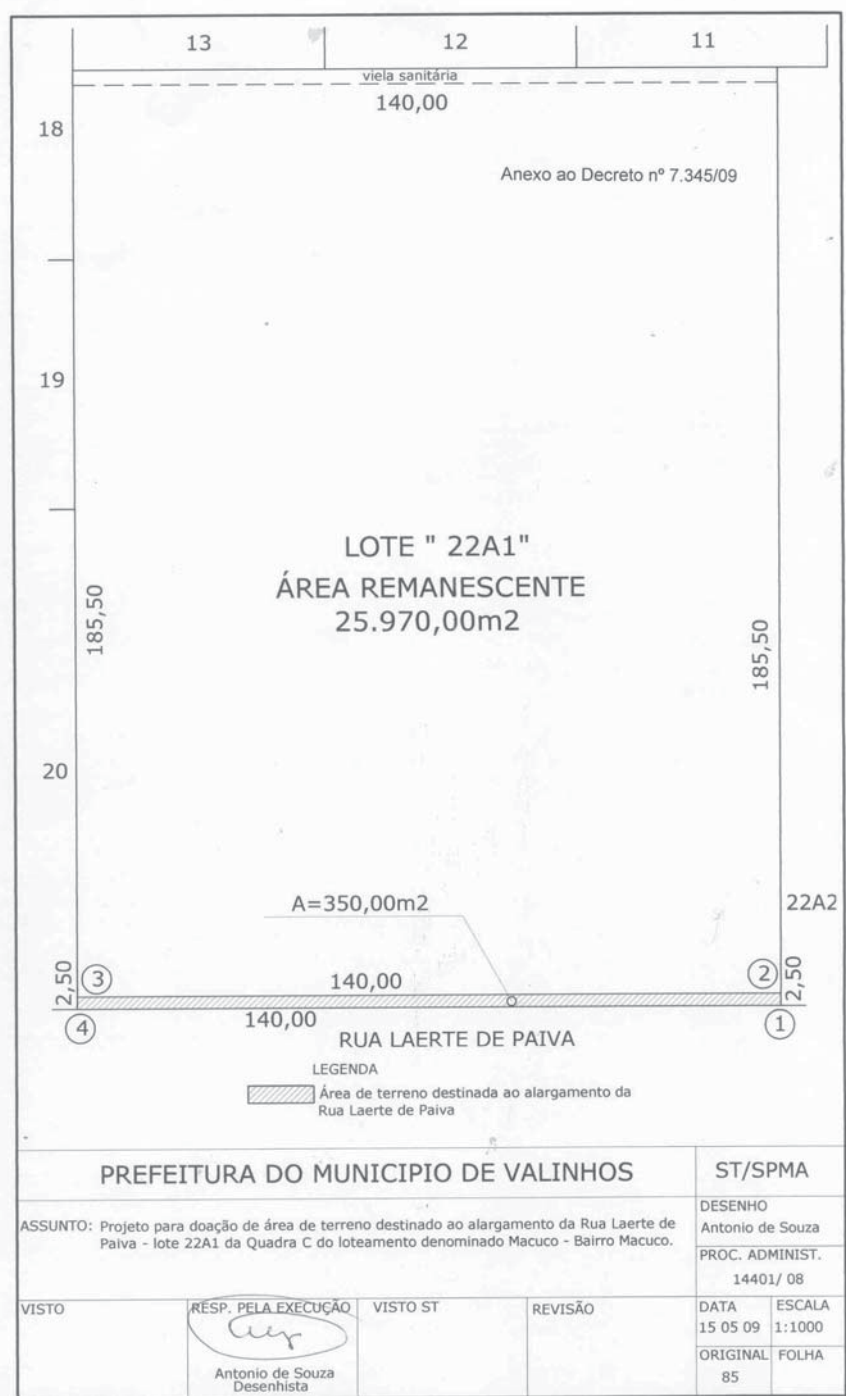 13
12
11
viela sanitária
140,00
18
Anexo ao Decreto nº 7.345/09
19
LOTE " 22A1"
ÁREA REMANESCENTE
25.970,00m2
185,50
185,50
20
A=350,00m2
22A2
2,50
3
140,00
2
2,50
4
140,00
1
RUA LAERTE DE PAIVA
LEGENDA
Área de terreno destinada ao alargamento da
Rua Laerte de Paiva
PREFEITURA DO MUNICIPIO DE VALINHOS
ST/SPMA
ASSUNTO: Projeto para doação de área de terreno destinado ao alargamento da Rua Laerte de
Paiva - lote 22A1 da Quadra C do loteamento denominado Macuco - Bairro Macuco.
DESENHO
Antonio de Souza
PROC. ADMINIST.
14401/ 08
VISTO
RESP. PELA EXECUÇÃO
Antonio de Souza
Desenhista
VISTO ST
REVISÃO
DATA
15 05 09
ESCALA
1:1000
ORIGINAL
85
FOLHA